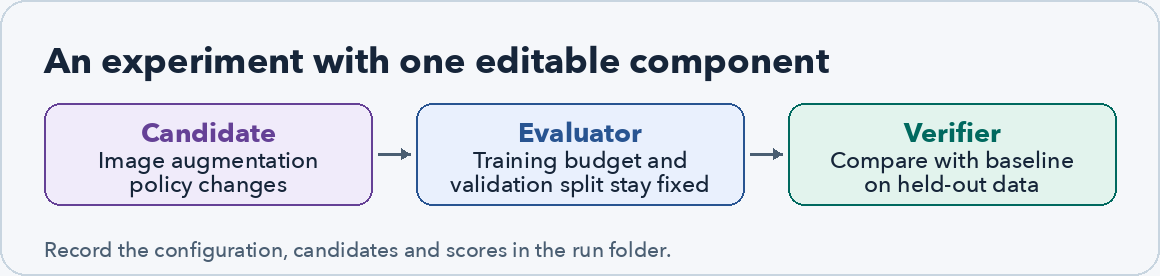 An experiment with one editable component
Candidate
Image augmentation
policy changes
Evaluator
Training budget and
validation split stay fixed
Verifier
Compare with baseline
on held-out data
Record the configuration, candidates and scores in the run folder.